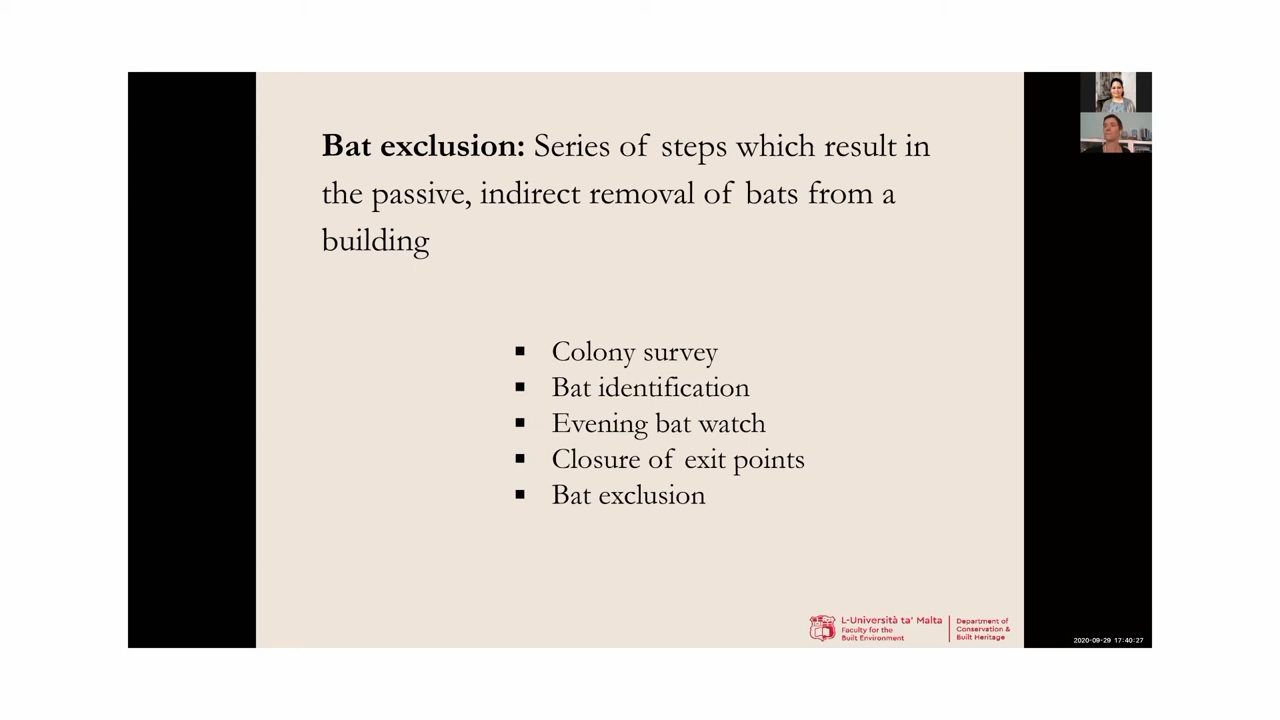 Bat exclusion: Series of steps which result in
the passive, indirect removal of bats from a
building
▪ Colony survey
▪ Bat identification
▪ Evening bat watch
▪ Closure of exit points
▪ Bat exclusion
L-Università ta' Malta
Faculty for the
Built Environment
Department of
Conservation &
Built Heritage
2020-09-29 17:40:27